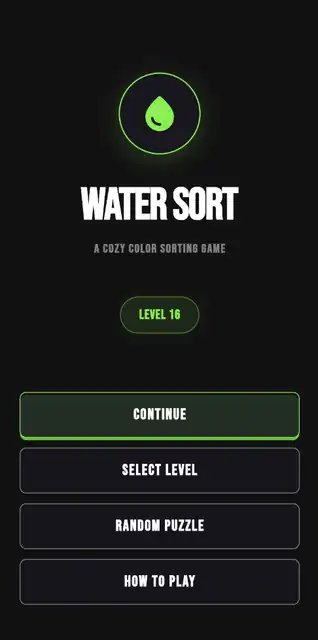 WATER SORT
A COZY COLOR SORTING GAME
LEVEL 16
CONTINUE
SELECT LEVEL
RANDOM PUZZLE
HOW TO PLAY